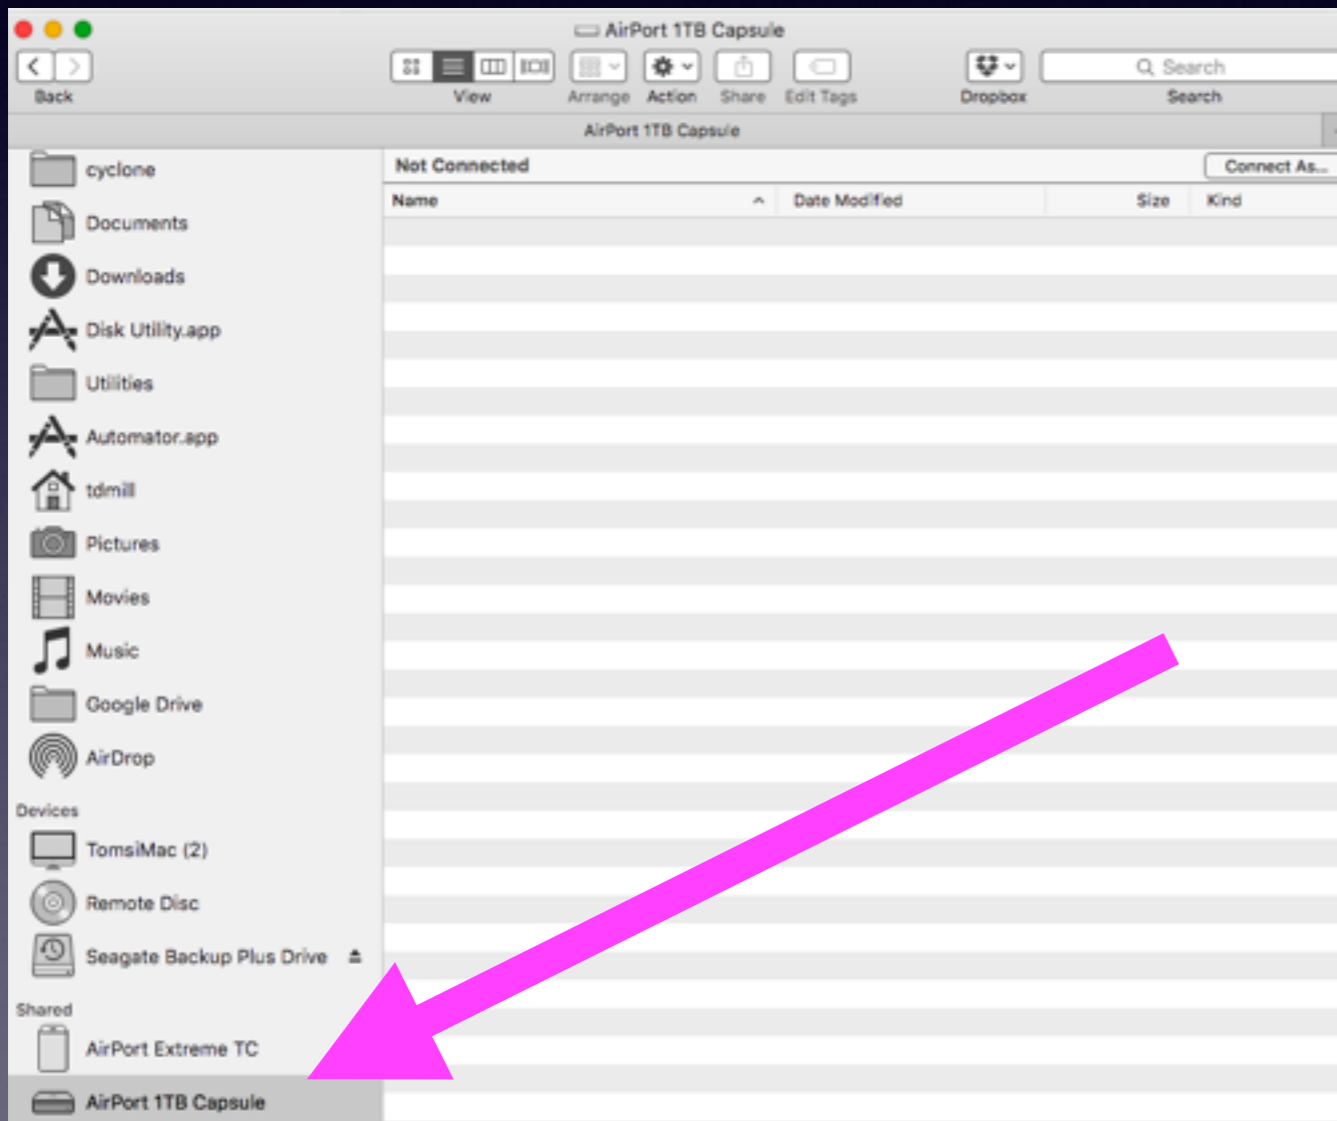 AirPort 1TB Capsule
Back
View
Arrange
Action
Share
Edit Tags
Dropbox
Search
Search
AirPort 1TB Capsule
cyclone
Documents
Downloads
Disk Utility.app
Utilities
Automator.app
tdmill
Pictures
Movies
Music
Google Drive
AirDrop
Devices
TomsiMac (2)
Remote Disc
Seagate Backup Plus Drive
Shared
AirPort Extreme TC
AirPort 1TB Capsule
Not Connected
Connect As...
Name
Date Modified
Size
Kind